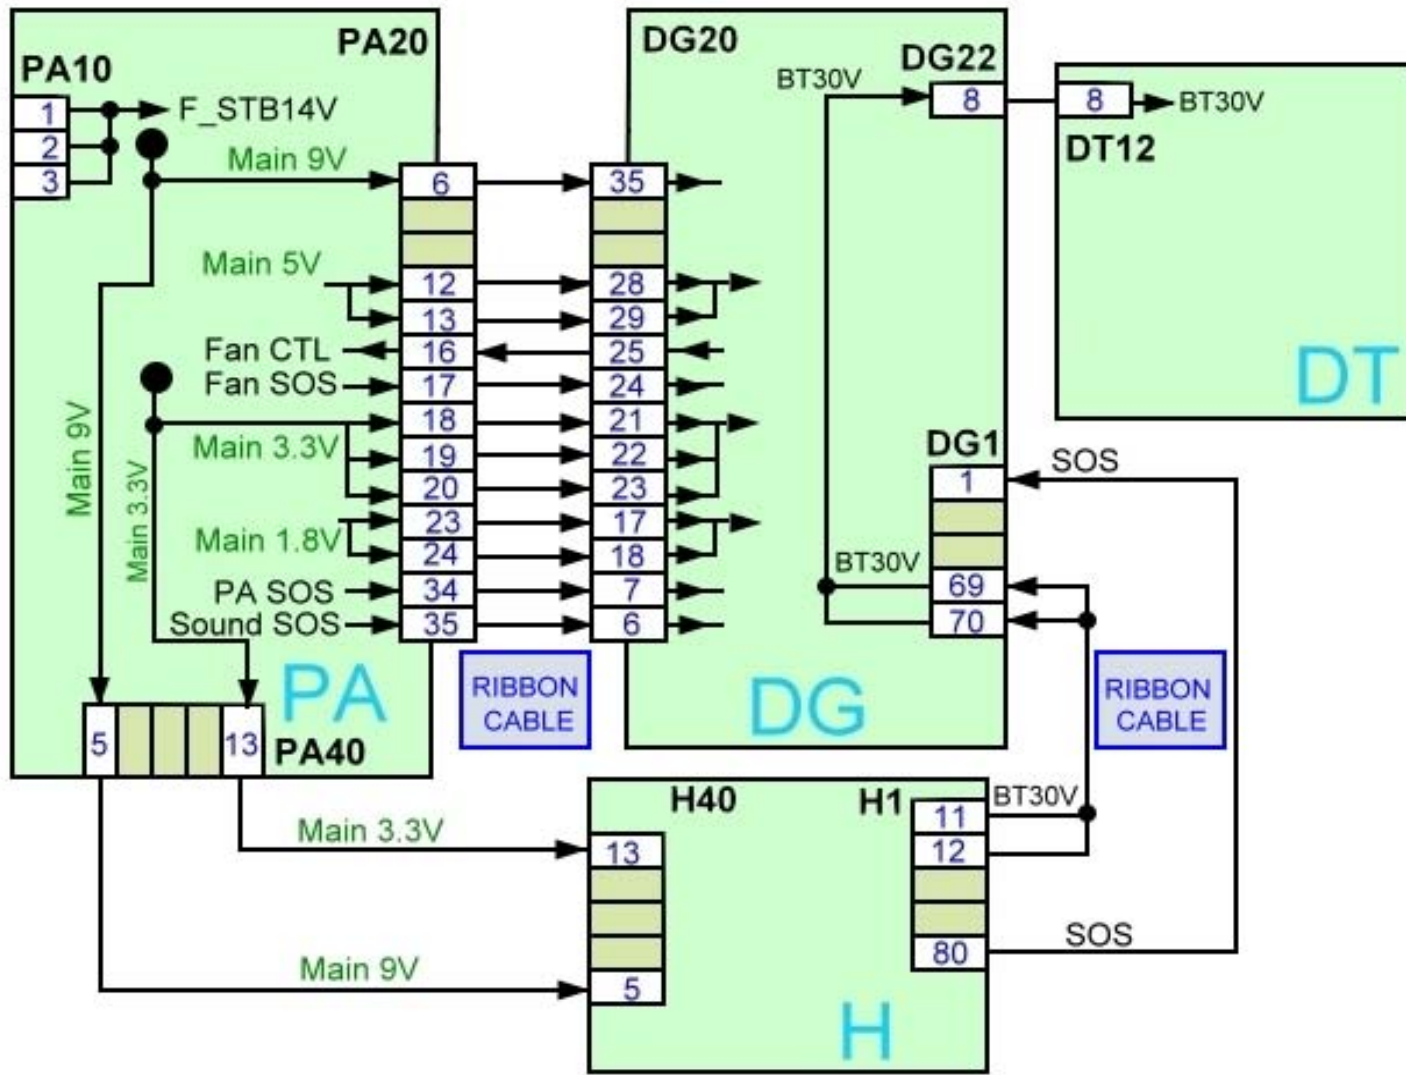 PA20
DG20
DG22
PA10
BT30V
8
8
BT30V
1
F_STB14V
DT12
2
Main 9V
3
6
35
Main 5V
12
28
13
29
Fan CTL
16
25
DT
Fan SOS
17
24
18
21
Main 9V
Main 3.3V
Main 3.3V
19
22
DG1
SOS
20
23
1
23
17
Main 1.8V
24
18
BT30V
PA SOS
34
7
69
Sound SOS
35
6
70
PA
RIBBON
CABLE
DG
RIBBON
CABLE
5
13
PA40
H40
H1
BT30V
11
Main 3.3V
13
12
SOS
80
Main 9V
5
H